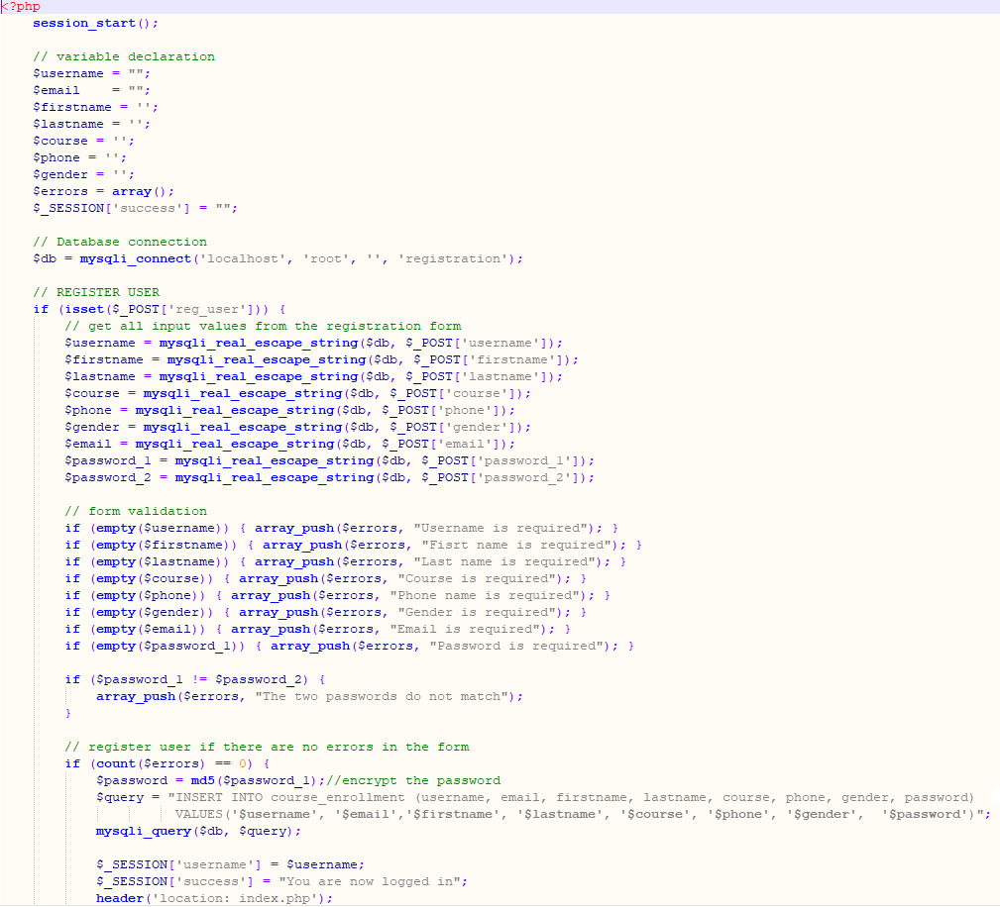 <?php
session_start();
// variable declaration
$username = "";
$email    = "";
$firstname = '';
$lastname = '';
$course = '';
$phone = '';
$gender = '';
$errors = array();
$_SESSION['success'] = "";
// Database connection
$db = mysqli_connect('localhost', 'root', '', 'registration');
// REGISTER USER
if (isset($_POST['reg_user'])) {
// get all input values from the registration form
$username = mysqli_real_escape_string($db, $_POST['username']);
$firstname = mysqli_real_escape_string($db, $_POST['firstname']);
$lastname = mysqli_real_escape_string($db, $_POST['lastname']);
$course = mysqli_real_escape_string($db, $_POST['course']);
$phone = mysqli_real_escape_string($db, $_POST['phone']);
$gender = mysqli_real_escape_string($db, $_POST['gender']);
$email = mysqli_real_escape_string($db, $_POST['email']);
$password_1 = mysqli_real_escape_string($db, $_POST['password_1']);
$password_2 = mysqli_real_escape_string($db, $_POST['password_2']);
// form validation
if (empty($username)) { array_push($errors, "Username is required"); }
if (empty($firstname)) { array_push($errors, "Fisrt name is required"); }
if (empty($lastname)) { array_push($errors, "Last name is required"); }
if (empty($course)) { array_push($errors, "Course is required"); }
if (empty($phone)) { array_push($errors, "Phone name is required"); }
if (empty($gender)) { array_push($errors, "Gender is required"); }
if (empty($email)) { array_push($errors, "Email is required"); }
if (empty($password_1)) { array_push($errors, "Password is required"); }
if ($password_1 != $password_2) {
array_push($errors, "The two passwords do not match");
}
// register user if there are no errors in the form
if (count($errors) == 0) {
$password = md5($password_1);//encrypt the password
$query = "INSERT INTO course_enrollment (username, email, firstname, lastname, course, phone, gender, password)
VALUES('$username', '$email','$firstname', '$lastname', '$course', '$phone', '$gender',  '$password')";
mysqli_query($db, $query);
$_SESSION['username'] = $username;
$_SESSION['success'] = "You are now logged in";
header('location: index.php');